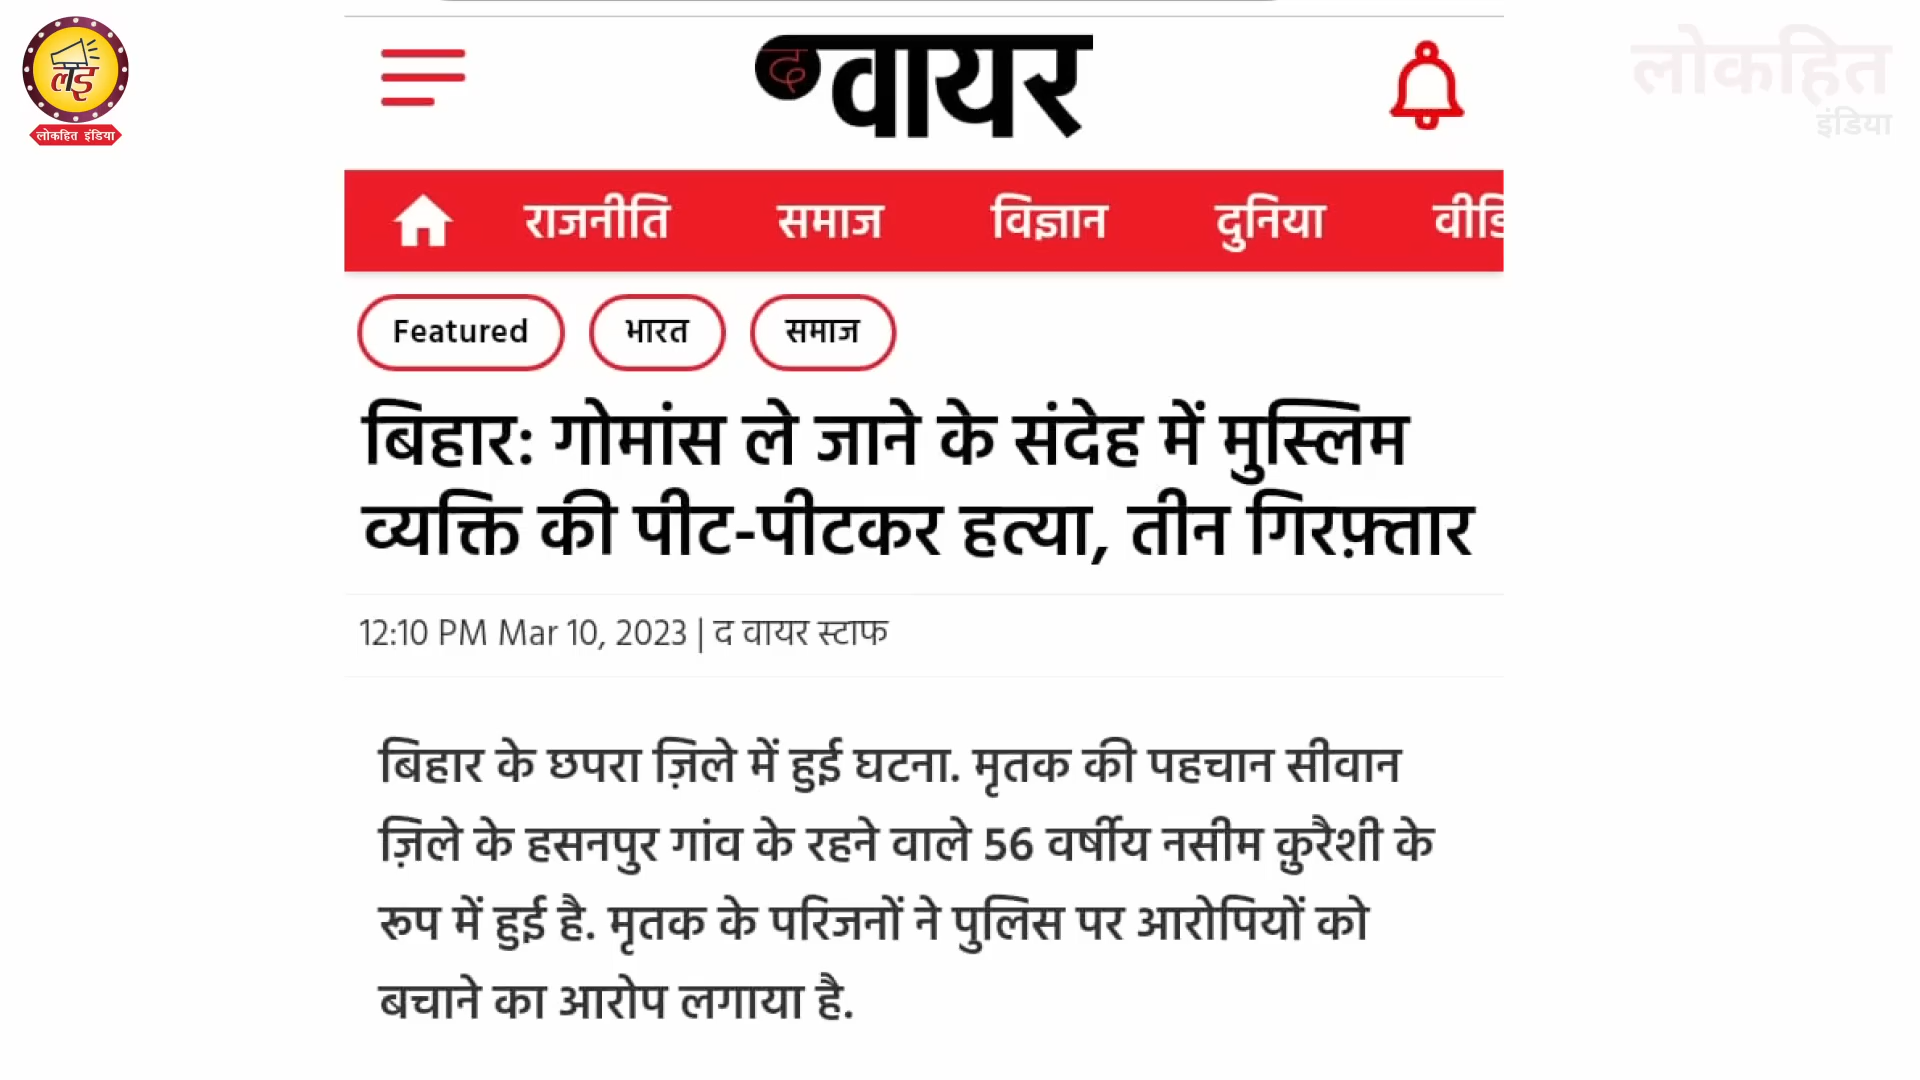 लइ
लोकहित इंडिया
लोकहित
इंडिया
द वायर
राजनीति समाज विज्ञान दुनिया वीडि
Featured भारत समाज
बिहार: गोमांस ले जाने के संदेह में मुस्लिम
व्यक्ति की पीट-पीटकर हत्या, तीन गिरफ़्तार
12:10 PM Mar 10, 2023 | द वायर स्टाफ
बिहार के छपरा ज़िले में हुई घटना. मृतक की पहचान सीवान
ज़िले के हसनपुर गांव के रहने वाले 56 वर्षीय नसीम क़ुरैशी के
रूप में हुई है. मृतक के परिजनों ने पुलिस पर आरोपियों को
बचाने का आरोप लगाया है.